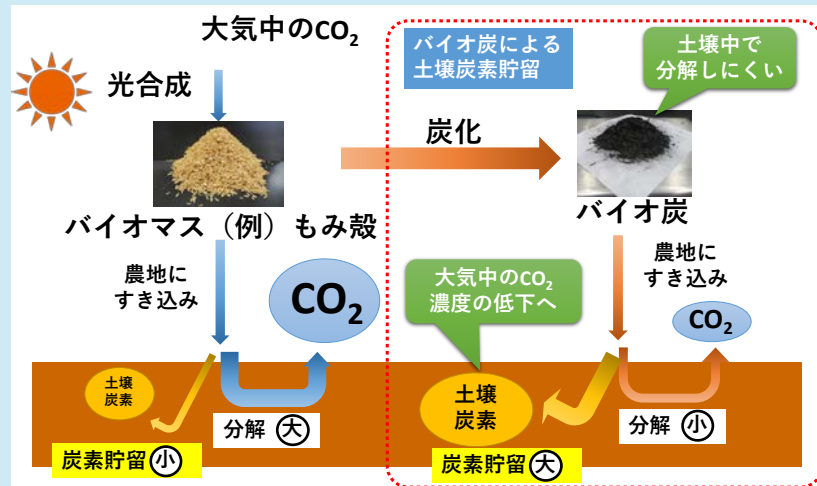 大気中のCO₂
光合成
バイオマス（例）もみ殻
農地に
すき込み
CO₂
土壌
炭素
分解 大
炭素貯留 小
バイオ炭による
土壌炭素貯留
土壌中で
分解しにくい
炭化
バイオ炭
農地に
すき込み
大気中のCO₂
濃度の低下へ
CO₂
土壌
炭素
分解 小
炭素貯留 大